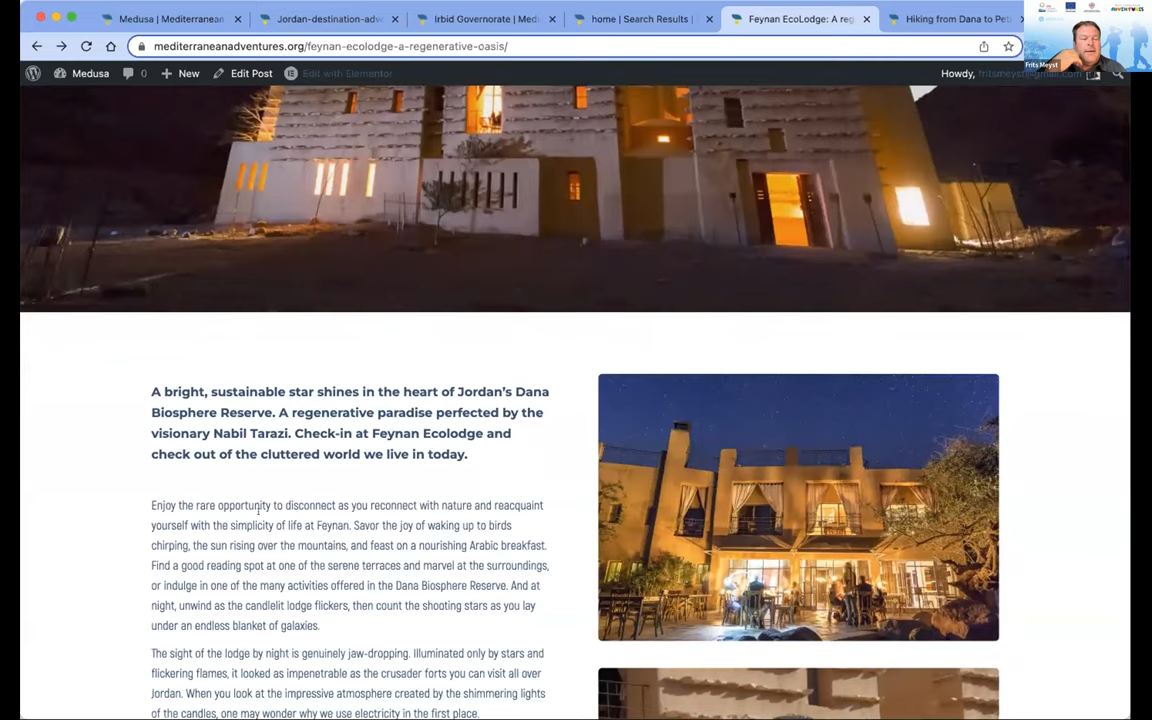 Medusa | Mediterranean
Jordan-destination-adv
Irbid Governorate | Med
home | Search Results |
Feynan EcoLodge: A reg
Hiking from Dana to Pet
mediterraneanadventures.org/feynan-ecolodge-a-regenerative-oasis/
Frits Meyst
Medusa 0 New Edit Post Edit with Elementor
Howdy, fritsmeyst@gmail.com
A bright, sustainable star shines in the heart of Jordan's Dana
Biosphere Reserve. A regenerative paradise perfected by the
visionary Nabil Tarazi. Check-in at Feynan Ecolodge and
check out of the cluttered world we live in today.
Enjoy the rare opportunity to disconnect as you reconnect with nature and reacquaint
yourself with the simplicity of life at Feynan. Savor the joy of waking up to birds
chirping, the sun rising over the mountains, and feast on a nourishing Arabic breakfast.
Find a good reading spot at one of the serene terraces and marvel at the surroundings,
or indulge in one of the many activities offered in the Dana Biosphere Reserve. And at
night, unwind as the candlelit lodge flickers, then count the shooting stars as you lay
under an endless blanket of galaxies.
The sight of the lodge by night is genuinely jaw-dropping. Illuminated only by stars and
flickering flames, it looked as impenetrable as the crusader forts you can visit all over
Jordan. When you look at the impressive atmosphere created by the shimmering lights
of the candles, one may wonder why we use electricity in the first place.